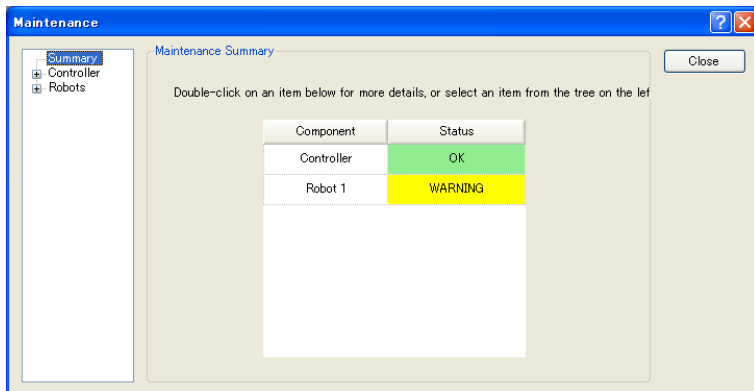 Maintenance
Summary
Controller
Robots
Maintenance Summary
Close
Double-click on an item below for more details, or select an item from the tree on the lef
Component Status
Controller OK
Robot 1 WARNING